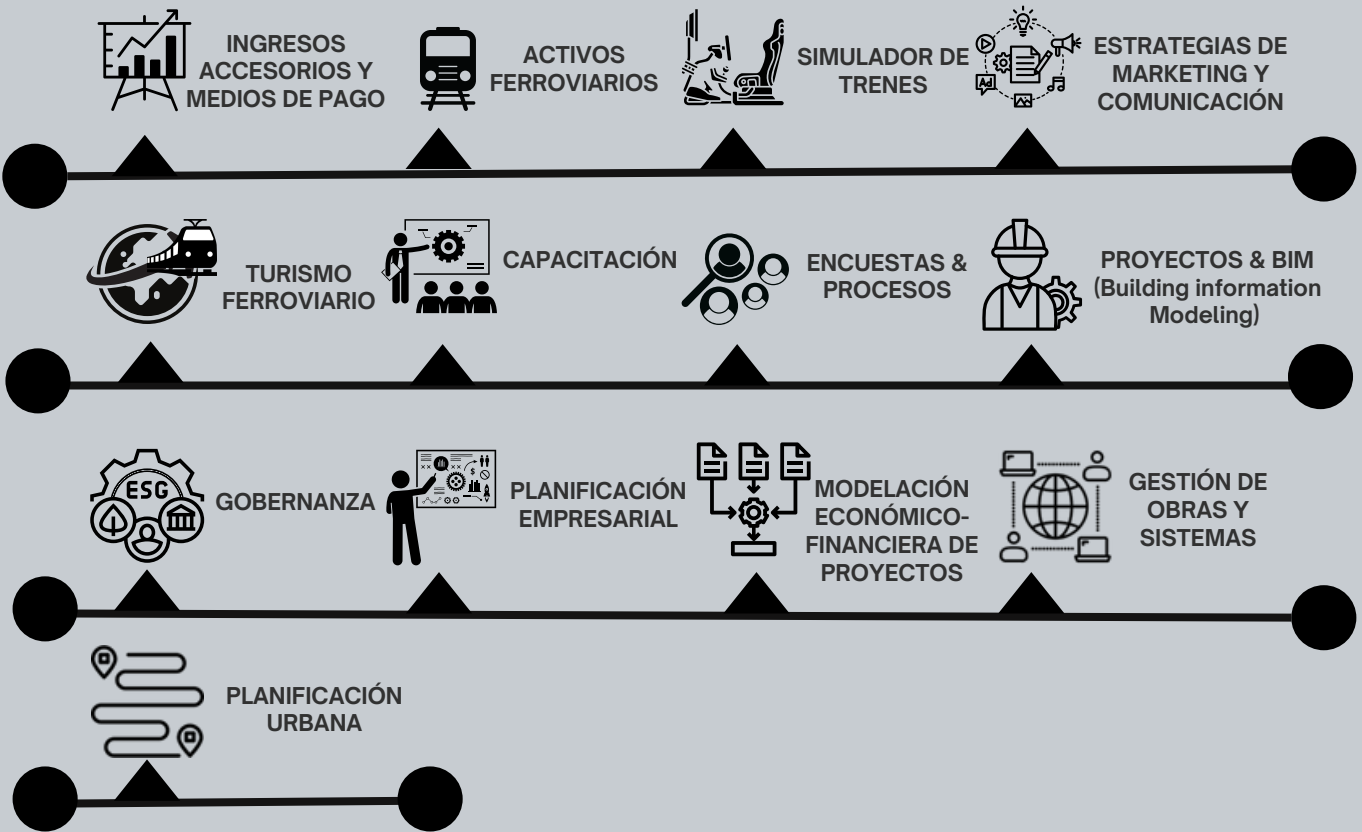 INGRESOS
ACCESORIOS Y
MEDIOS DE PAGO
ACTIVOS
FERROVIARIOS
SIMULADOR DE
TRENES
Ad
ESTRATEGIAS DE
MARKETING Y
COMUNICACIÓN
TURISMO
FERROVIARIO
CAPACITACIÓN
ENCUESTAS &
PROCESOS
PROYECTOS & BIM
(Building information
Modeling)
ESG
GOBERNANZA
PLANIFICACIÓN
EMPRESARIAL
MODELACIÓN
ECONÓMICO-
FINANCIERA DE
PROYECTOS
GESTIÓN DE
OBRAS Y
SISTEMAS
PLANIFICACIÓN
URBANA